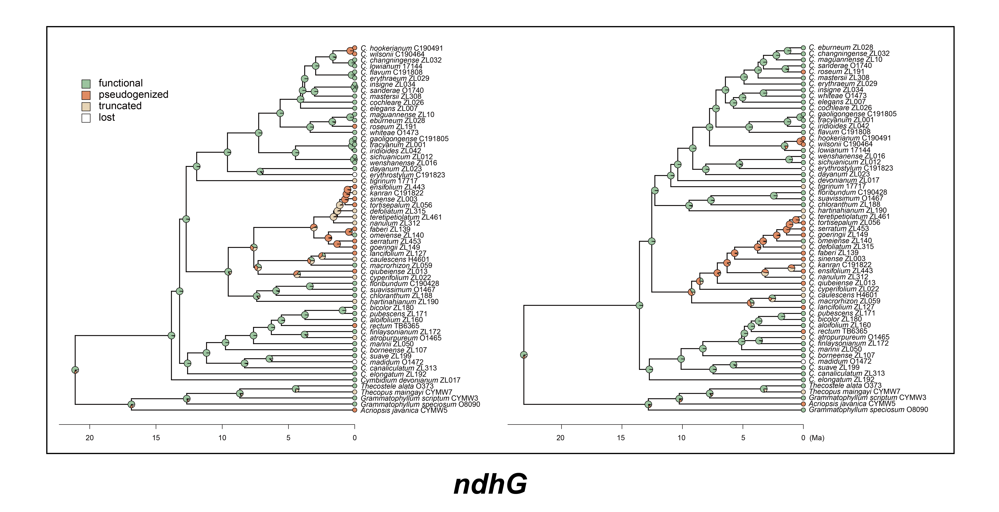 functional
pseudogenized
truncated
lost
C. hookerianum C190491
C. wilsonii C190464
C. changningense ZL032
C. lowianum 17144
C. flavum C191808
C. erythraeum ZL029
C. insigne ZL034
C. sanderae O1740
C. mastersii ZL308
C. cochleare ZL026
C. elegans ZL007
C. maguannense ZL10
C. eburneum ZL028
C. roseum ZL191
C. whiteae O1473
C. gaoligongense C191805
C. tracyanum ZL001
C. iridioides ZL042
C. sichuanicum ZL012
C. wenshanense ZL016
C. dayanum ZL023
C. erythrostylum C191823
C. tigrinum 17717
C. ensifolium ZL443
C. kanran C191822
C. sinense ZL003
C. tortisepalum ZL056
C. defoliatum ZL315
C. teretipetiolatum ZL461
C. nanulum ZL312
C. faberi ZL139
C. omeiense ZL140
C. serratum ZL453
C. goeringii ZL149
C. lancifolium ZL127
C. caulescens H4601
C. macrorhizon ZL059
C. qiubeiense ZL013
C. cyperifolium ZL022
C. floribundum C190428
C. suavissimum O1467
C. chloranthum ZL188
C. hartinahianum ZL190
C. bicolor ZL180
C. pubescens ZL171
C. aloifolium ZL160
C. rectum TB6365
C. finlaysonianum ZL172
C. atropurpureum O1465
C. mannii ZL050
C. borneense ZL107
C. suave ZL199
C. madidum O1472
C. canaliculatum ZL313
C. elongatum ZL192
Cymbidium devonianum ZL017
Thecostele alata O373
Thecopus maingayi CYMW7
Grammatophyllum scriptum CYMW3
Grammatophyllum speciosum O8090
Acriopsis javanica CYMW5
20 15 10 5 0
C. eburneum ZL028
C. changningense ZL032
C. maguannense ZL10
C. sanderae O1740
C. roseum ZL191
C. mastersii ZL308
C. erythraeum ZL029
C. insigne ZL034
C. whiteae O1473
C. elegans ZL007
C. cochleare ZL026
C. gaoligongense C191805
C. tracyanum ZL001
C. iridioides ZL042
C. flavum C191808
C. hookerianum C190491
C. wilsonii C190464
C. lowianum 17144
C. wenshanense ZL016
C. sichuanicum ZL012
C. erythrostylum C191823
C. dayanum ZL023
C. devonianum ZL017
C. tigrinum 17717
C. floribundum C190428
C. suavissimum O1467
C. chloranthum ZL188
C. hartinahianum ZL190
C. teretipetiolatum ZL461
C. tortisepalum ZL056
C. serratum ZL453
C. goeringii ZL149
C. omeiense ZL140
C. defoliatum ZL315
C. faberi ZL139
C. sinense ZL003
C. kanran C191822
C. ensifolium ZL443
C. nanulum ZL312
C. qiubeiense ZL013
C. cyperifolium ZL022
C. caulescens H4601
C. macrorhizon ZL059
C. lancifolium ZL127
C. pubescens ZL171
C. bicolor ZL180
C. aloifolium ZL160
C. rectum TB6365
C. atropurpureum O1465
C. finlaysonianum ZL172
C. mannii ZL050
C. borneense ZL107
C. madidum O1472
C. suave ZL199
C. canaliculatum ZL313
C. elongatum ZL192
Thecostele alata O373
Thecopus maingayi CYMW7
Grammatophyllum scriptum CYMW3
Acriopsis javanica CYMW5
Grammatophyllum speciosum O8090
20 15 10 5 0 (Ma)
ndhG